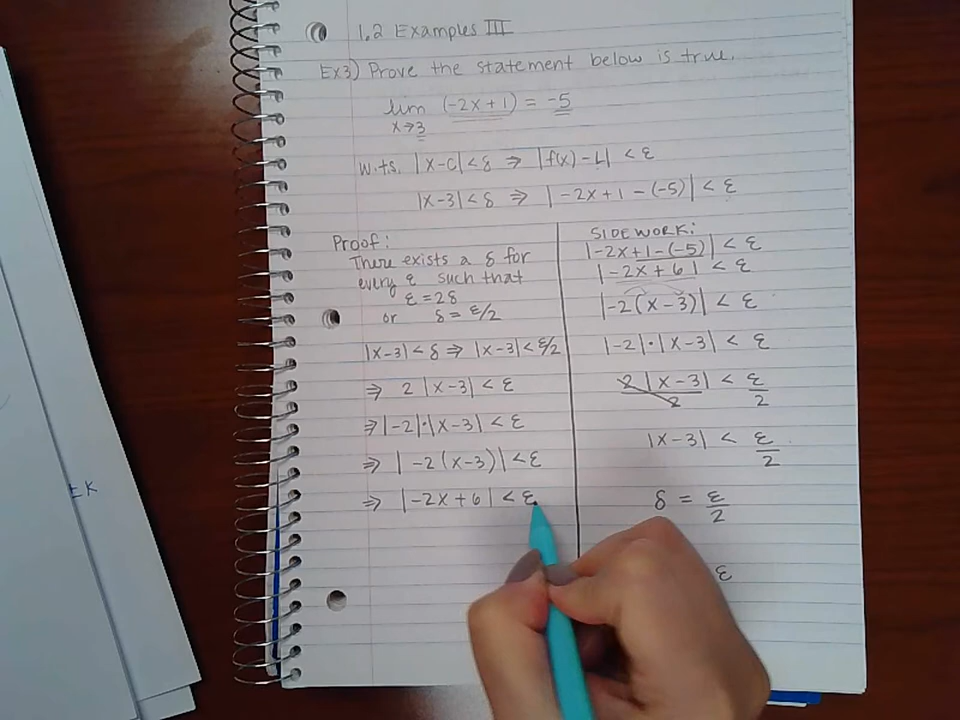 1.2 Examples III
Ex3) Prove the statement below is true.
lim (-2x+1) = -5
x→3
w.t.s. |x-c|<δ ⇒ |f(x)-L| < ε
|x-3|<δ ⇒ |-2x+1-(-5)| < ε
Proof:
There exists a δ for
every ε such that
ε = 2δ
or δ = ε/2
|x-3|<δ ⇒ |x-3|<ε/2
⇒ 2|x-3| < ε
⇒ |-2|·|x-3| < ε
⇒ |-2(x-3)| < ε
⇒ |-2x+6| < ε
SIDEWORK:
|-2x+1-(-5)| < ε
|-2x+6| < ε
|-2(x-3)| < ε
|-2|·|x-3| < ε
2|x-3| < ε
2 2
|x-3| < ε
2
δ = ε
2
ε
EK